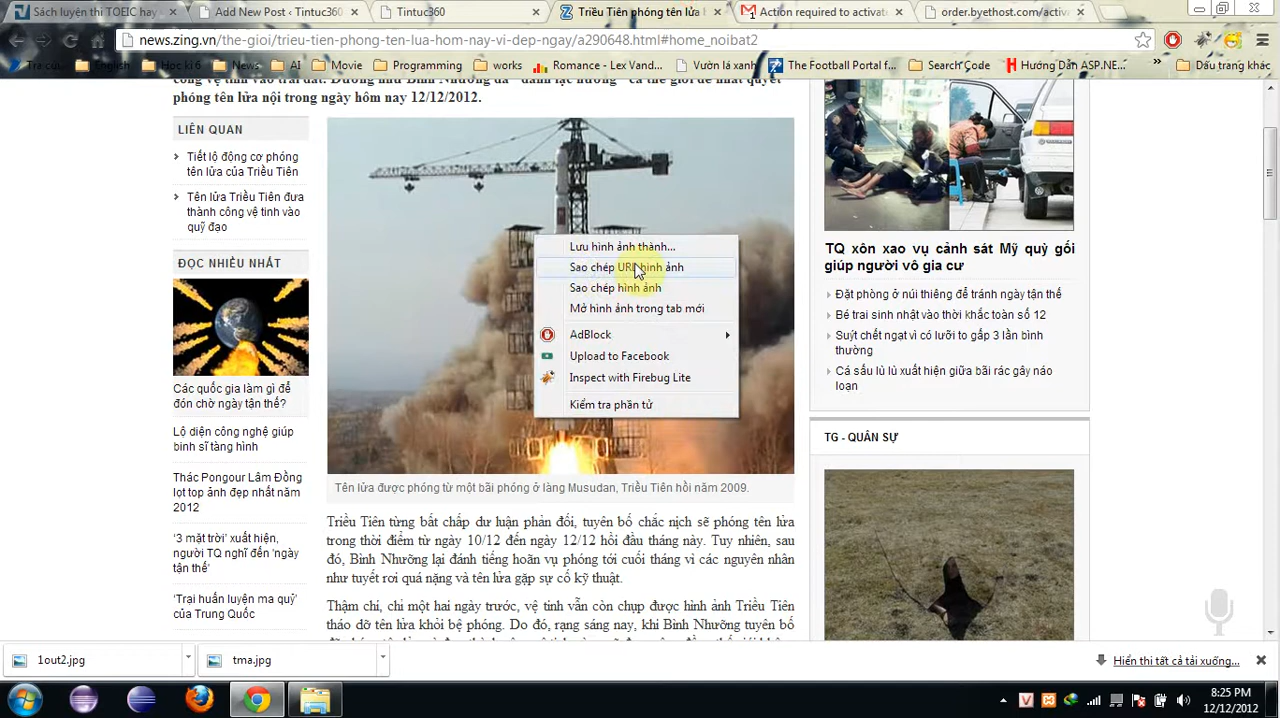 Sách luyện thi TOEIC hay
Add New Post ‹ Tintuc360
Tintuc360
Triều Tiên phóng tên lửa
Action required to activate
order.byethost.com/activ
news.zing.vn/the-gioi/trieu-tien-phong-ten-lua-hom-nay-vi-dep-ngay/a290648.html#home_noibat2
Tra cứu
English
Học kì 6
News
AI
Movie
Programming
works
Romance - Lex Vand...
Vườn lá xanh
The Football Portal f...
Search Code
Hướng Dẫn ASP.NE...
Dấu trang khác
phóng tên lửa nội trong ngày hôm nay 12/12/2012.
LIÊN QUAN
Tiết lộ động cơ phóng
tên lửa của Triều Tiên
Tên lửa Triều Tiên đưa
thành công vệ tinh vào
quỹ đạo
ĐỌC NHIỀU NHẤT
Các quốc gia làm gì để
đón chờ ngày tận thế?
Lộ diện công nghệ giúp
binh sĩ tàng hình
Thác Pongour Lâm Đồng
lọt top ảnh đẹp nhất năm
2012
'3 mặt trời' xuất hiện,
người TQ nghĩ đến 'ngày
tận thế'
'Trại huấn luyện ma quỷ'
của Trung Quốc
Lưu hình ảnh thành...
Sao chép URL hình ảnh
Sao chép hình ảnh
Mở hình ảnh trong tab mới
AdBlock
Upload to Facebook
Inspect with Firebug Lite
Kiểm tra phần tử
Tên lửa được phóng từ một bãi phóng ở làng Musudan, Triều Tiên hồi năm 2009.
Triều Tiên từng bất chấp dư luận phản đối, tuyên bố chắc nịch sẽ phóng tên lửa
trong thời điểm từ ngày 10/12 đến ngày 12/12 hồi đầu tháng này. Tuy nhiên, sau
đó, Bình Nhưỡng lại đánh tiếng hoãn vụ phóng tới cuối tháng vì các nguyên nhân
như tuyết rơi quá nặng và tên lửa gặp sự cố kỹ thuật.
Thậm chí, chỉ một hai ngày trước, vệ tinh vẫn còn chụp được hình ảnh Triều Tiên
tháo dỡ tên lửa khỏi bệ phóng. Do đó, rạng sáng nay, khi Bình Nhưỡng tuyên bố
TQ xôn xao vụ cảnh sát Mỹ quỳ gối
giúp người vô gia cư
Đặt phòng ở núi thiêng để tránh ngày tận thế
Bé trai sinh nhật vào thời khắc toàn số 12
Suýt chết ngạt vì có lưỡi to gấp 3 lần bình
thường
Cá sấu lù lù xuất hiện giữa bãi rác gây náo
loạn
TG - QUÂN SỰ
1out2.jpg
tma.jpg
Hiển thị tất cả tải xuống...
8:25 PM
12/12/2012